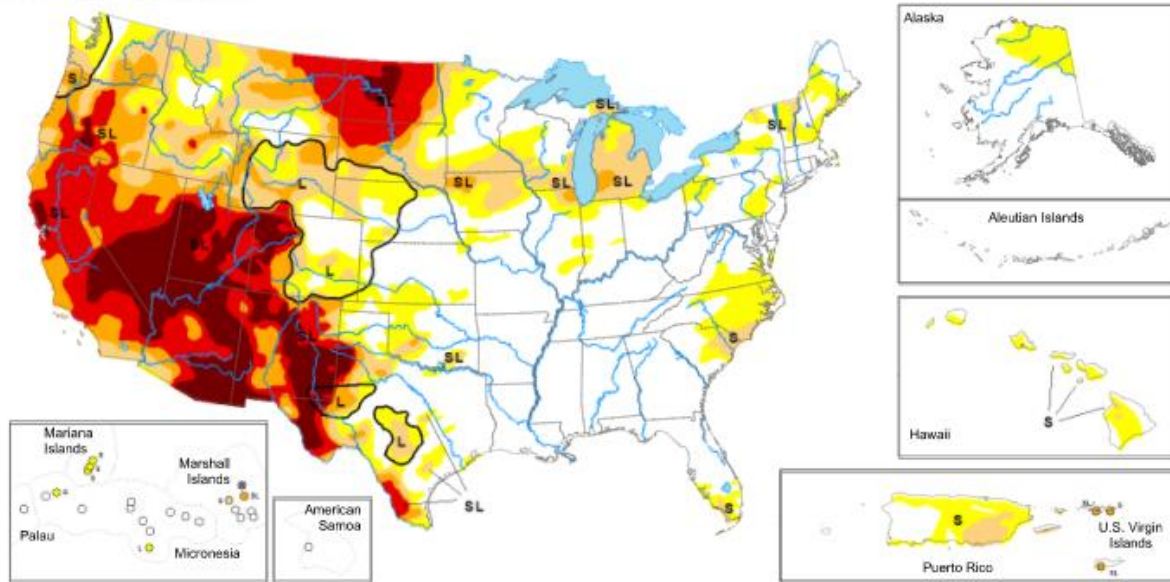 Alaska
Aleutian Islands
Hawaii
S
Mariana
Islands
Marshall
Islands
Palau
Micronesia
American
Samoa
S
U.S. Virgin
Islands
Puerto Rico
S
SL
SL
SL
L
L
L
SL
SL
SL
SL
SL
SL
S
S
L
L
SL